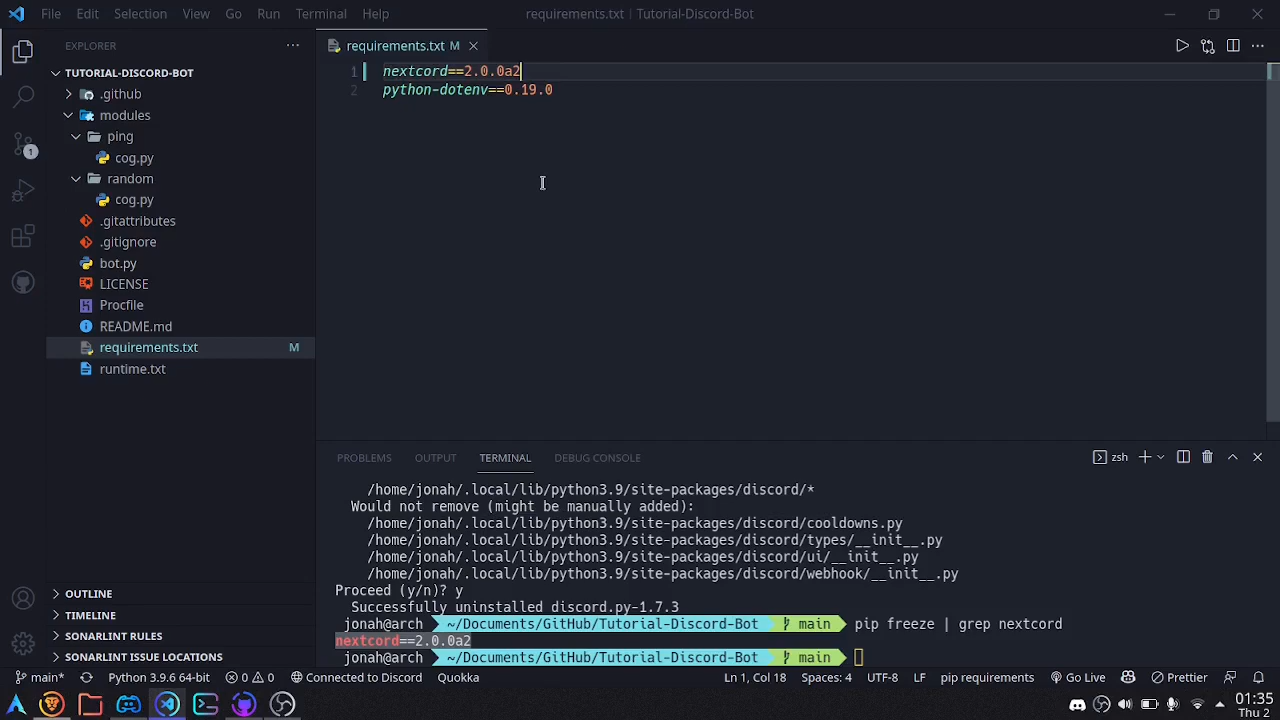 File Edit Selection View Go Run Terminal Help
requirements.txt - Tutorial-Discord-Bot
EXPLORER
TUTORIAL-DISCORD-BOT
.github
modules
ping
cog.py
random
cog.py
.gitattributes
.gitignore
bot.py
LICENSE
Procfile
README.md
requirements.txt M
runtime.txt
OUTLINE
TIMELINE
SONARLINT RULES
SONARLINT ISSUE LOCATIONS
1
requirements.txt M
1 nextcord==2.0.0a2
2 python-dotenv==0.19.0
PROBLEMS OUTPUT TERMINAL DEBUG CONSOLE
zsh
/home/jonah/.local/lib/python3.9/site-packages/discord/*
Would not remove (might be manually added):
/home/jonah/.local/lib/python3.9/site-packages/discord/cooldowns.py
/home/jonah/.local/lib/python3.9/site-packages/discord/types/__init__.py
/home/jonah/.local/lib/python3.9/site-packages/discord/ui/__init__.py
/home/jonah/.local/lib/python3.9/site-packages/discord/webhook/__init__.py
Proceed (y/n)? y
Successfully uninstalled discord.py-1.7.3
jonah@arch ~/Documents/GitHub/Tutorial-Discord-Bot main pip freeze | grep nextcord
nextcord==2.0.0a2
jonah@arch ~/Documents/GitHub/Tutorial-Discord-Bot main
main* Python 3.9.6 64-bit 0 0 Connected to Discord Quokka Ln 1, Col 18 Spaces: 4 UTF-8 LF pip requirements Go Live Prettier
01:35
Thu 2